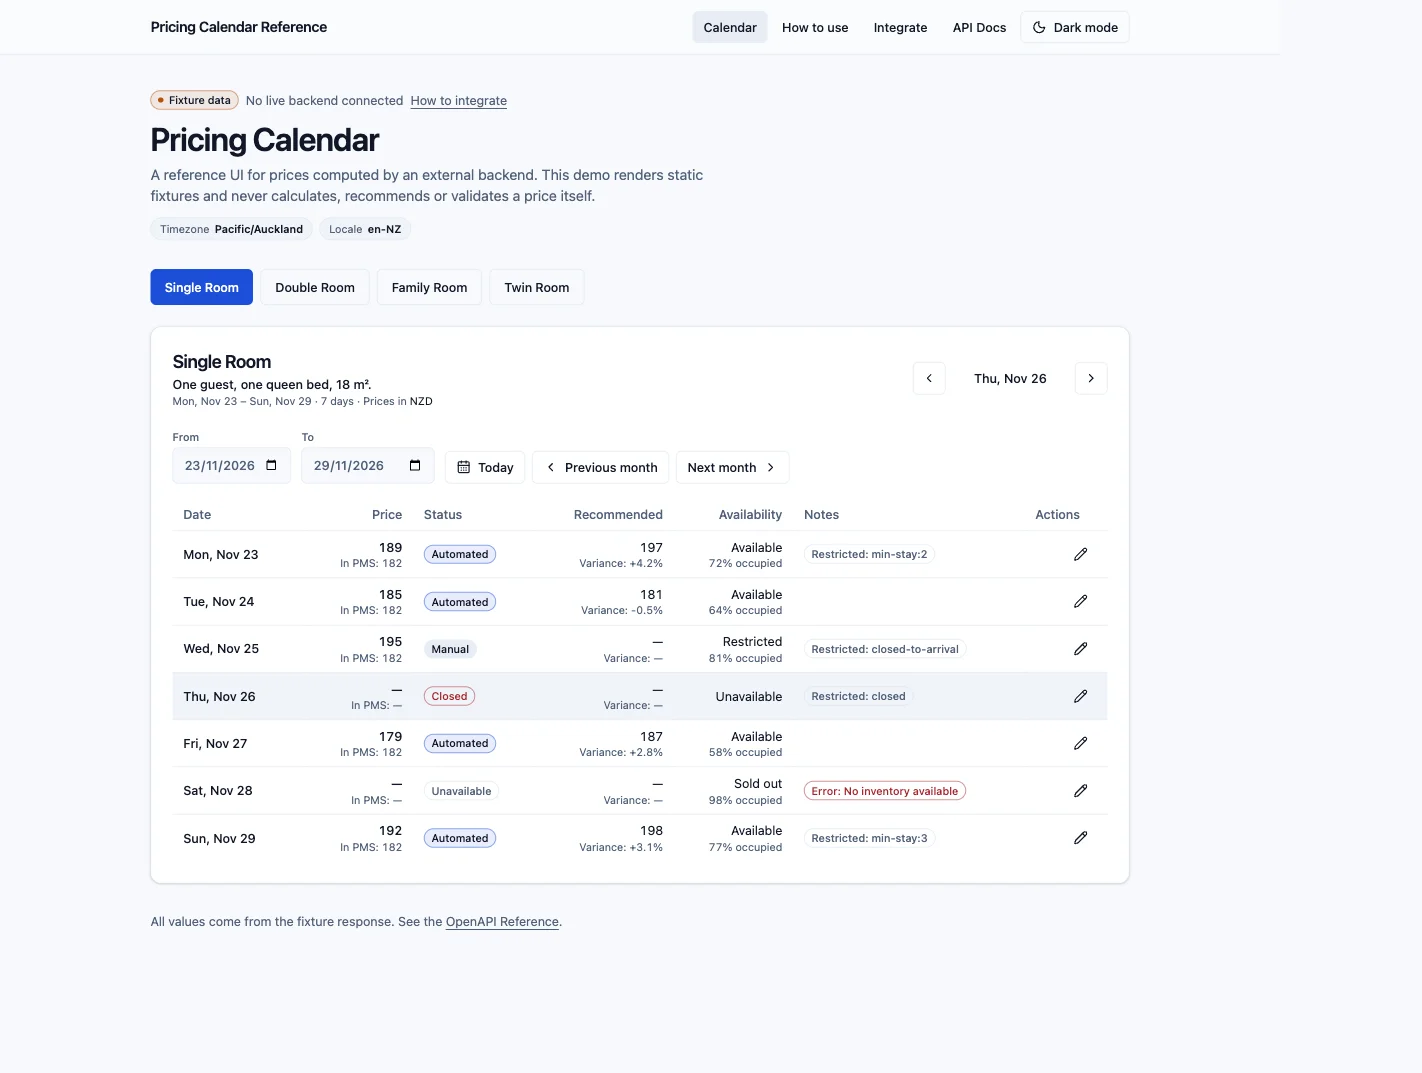 Pricing Calendar Reference
Calendar How to use Integrate API Docs Dark mode
Fixture data No live backend connected How to integrate
Pricing Calendar
A reference UI for prices computed by an external backend. This demo renders static
fixtures and never calculates, recommends or validates a price itself.
Timezone Pacific/Auckland Locale en-NZ
Single Room Double Room Family Room Twin Room
Single Room
One guest, one queen bed, 18 m².
Mon, Nov 23 – Sun, Nov 29 · 7 days · Prices in NZD
Thu, Nov 26
From To
23/11/2026 29/11/2026 Today Previous month Next month
Date Price Status Recommended Availability Notes Actions
Mon, Nov 23 189 Automated 197 Available Restricted: min-stay:2
In PMS: 182 Variance: +4.2% 72% occupied
Tue, Nov 24 185 Automated 181 Available
In PMS: 182 Variance: -0.5% 64% occupied
Wed, Nov 25 195 Manual — Restricted Restricted: closed-to-arrival
In PMS: 182 Variance: — 81% occupied
Thu, Nov 26 — Closed — Unavailable Restricted: closed
In PMS: — Variance: —
Fri, Nov 27 179 Automated 187 Available
In PMS: 182 Variance: +2.8% 58% occupied
Sat, Nov 28 — Unavailable — Sold out Error: No inventory available
In PMS: — Variance: — 98% occupied
Sun, Nov 29 192 Automated 198 Available Restricted: min-stay:3
In PMS: 182 Variance: +3.1% 77% occupied
All values come from the fixture response. See the OpenAPI Reference.